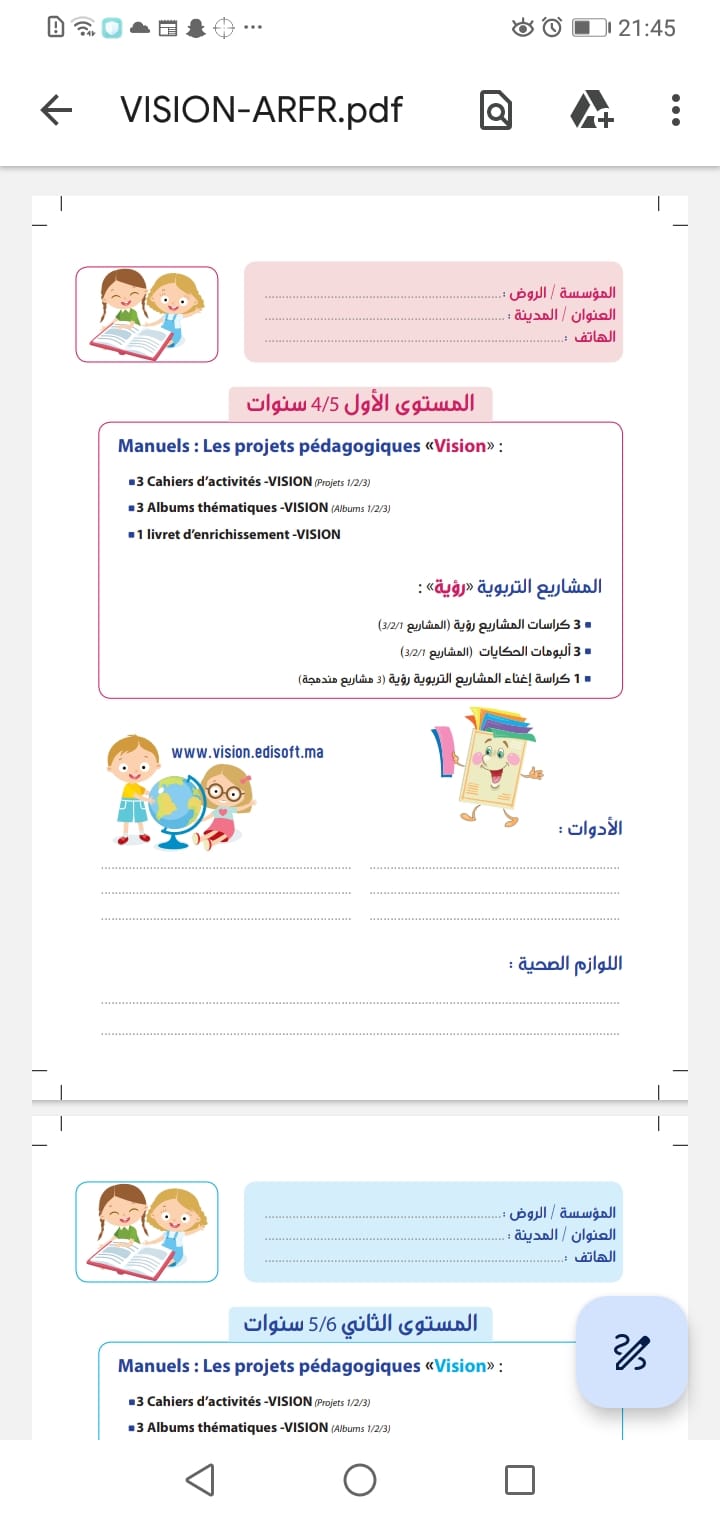 21:45
VISION-ARFR.pdf
المؤسسة / الروض :
العنوان / المدينة :
الهاتف :
المستوى الأول 4/5 سنوات
Manuels : Les projets pédagogiques «Vision» :
3 Cahiers d'activités -VISION (Projets 1/2/3)
3 Albums thématiques -VISION (Albums 1/2/3)
1 livret d'enrichissement -VISION
المشاريع التربوية «رؤية» :
3 كراسات المشاريع رؤية (المشاريع 3/2/1)
3 ألبومات الحكايات (المشاريع 3/2/1)
1 كراسة إغناء المشاريع التربوية رؤية (3 مشاريع مندمجة)
www.vision.edisoft.ma
الأدوات :
اللوازم الصحية :
المؤسسة / الروض :
العنوان / المدينة :
الهاتف :
المستوى الثاني 5/6 سنوات
Manuels : Les projets pédagogiques «Vision» :
3 Cahiers d'activités -VISION (Projets 1/2/3)
3 Albums thématiques -VISION (Albums 1/2/3)